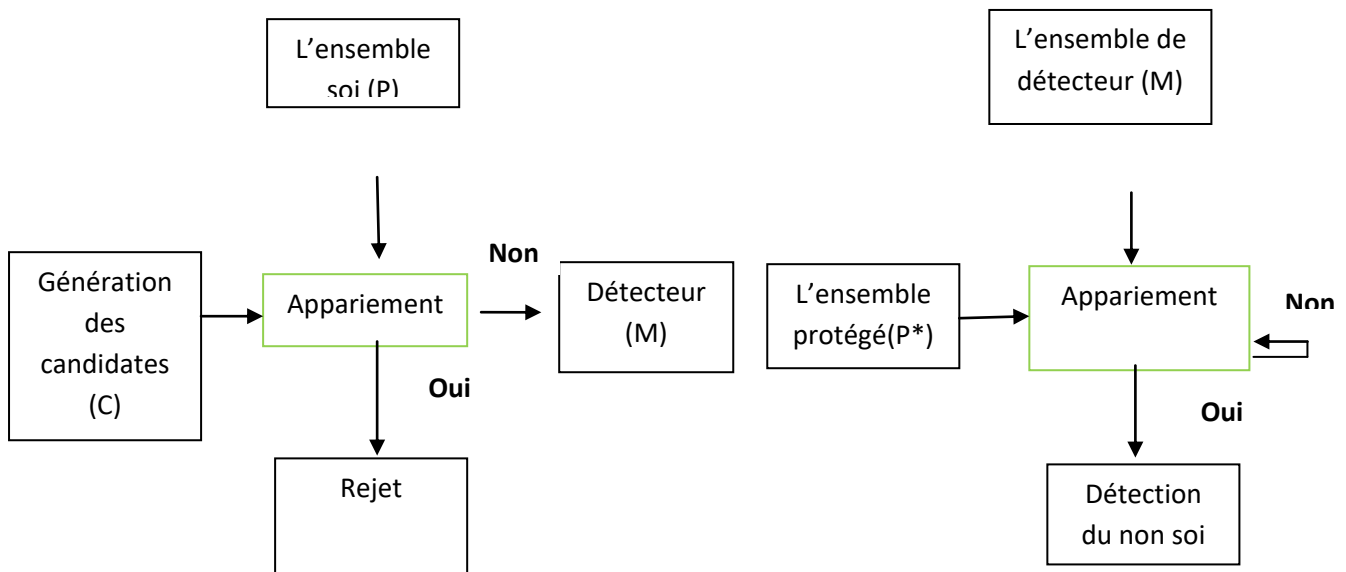 L’ensemble
soi (P)
Non
Génération
des
candidates
(C)
Appariement
Détecteur
(M)
Oui
Rejet
L’ensemble de
détecteur (M)
L’ensemble
protégé(P*)
Appariement
Non
Oui
Détection
du non soi